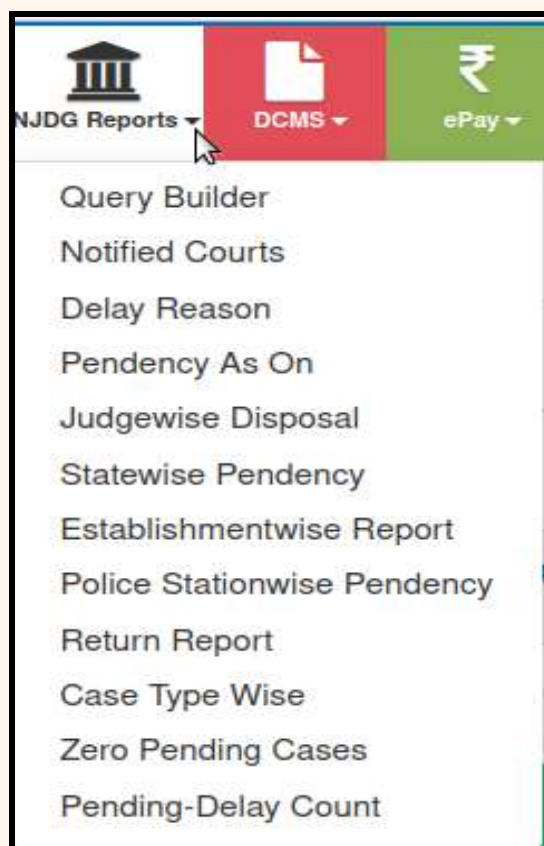 NJDG Reports
DCMS
ePay
Query Builder
Notified Courts
Delay Reason
Pendency As On
Judgewise Disposal
Statewise Pendency
Establishmentwise Report
Police Stationwise Pendency
Return Report
Case Type Wise
Zero Pending Cases
Pending-Delay Count